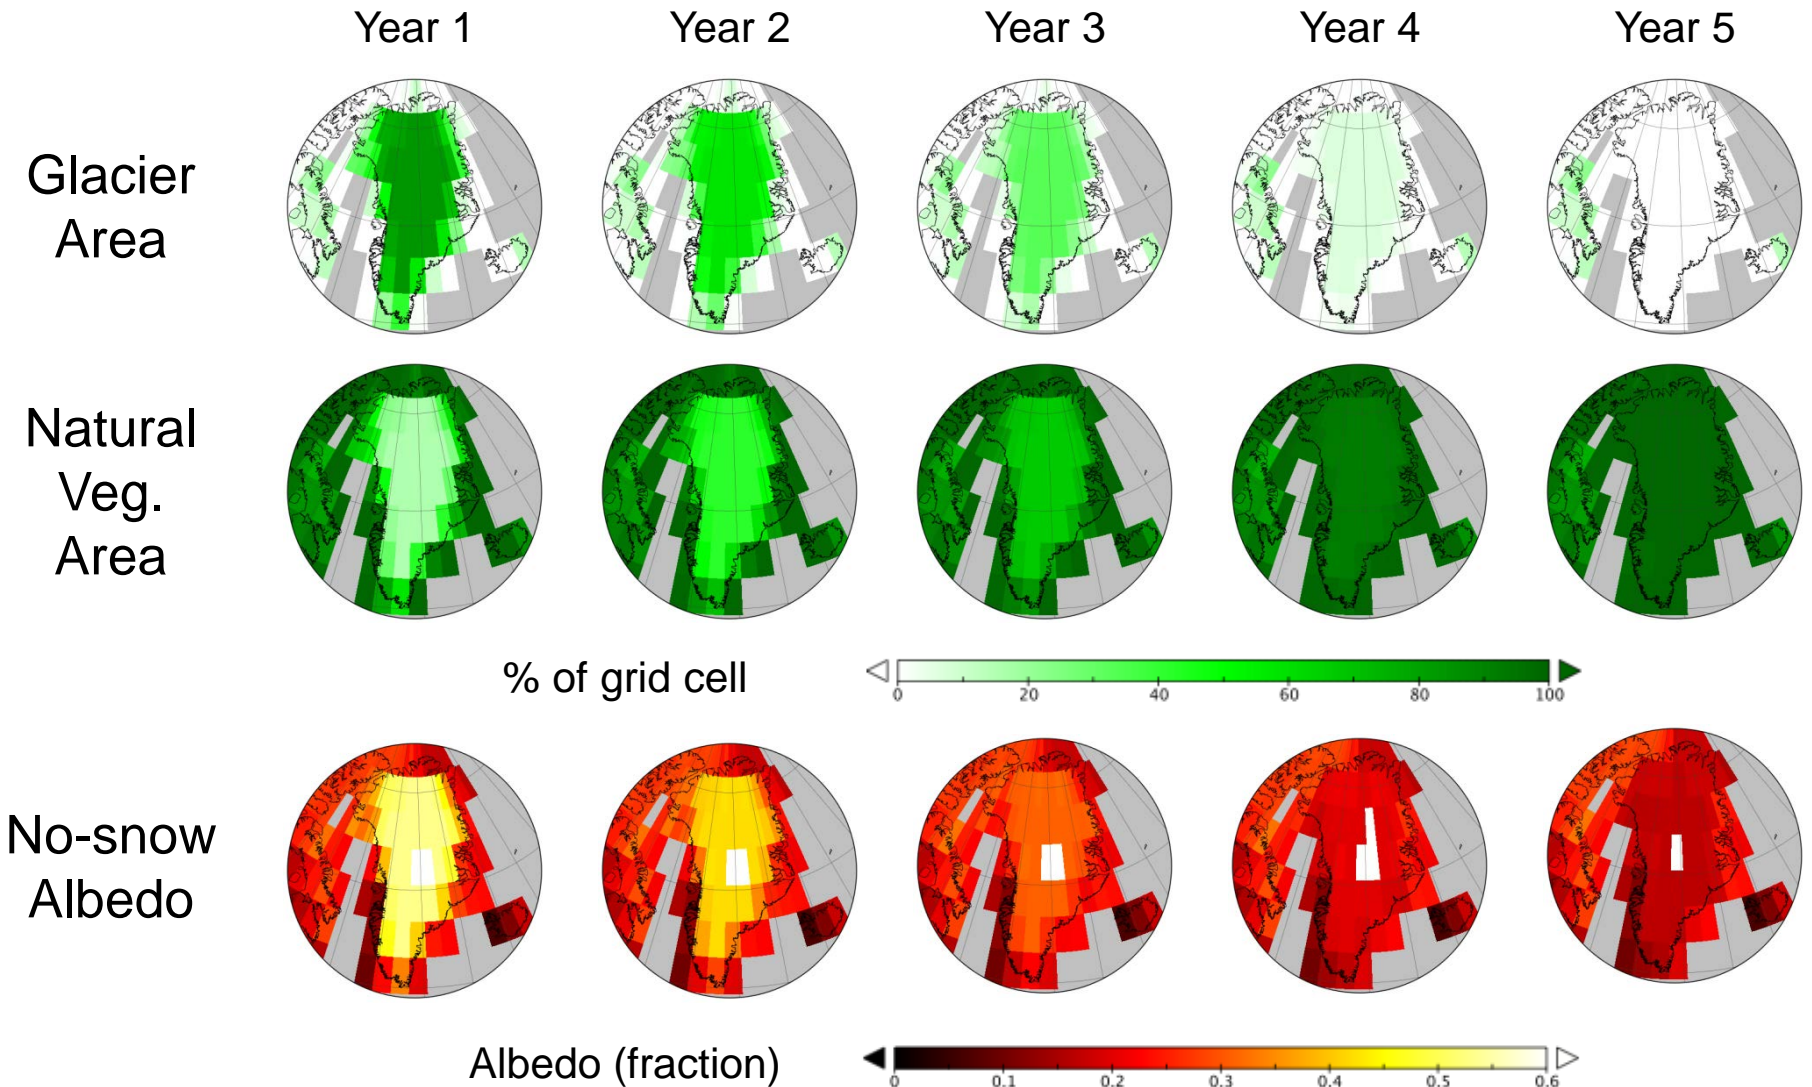 Year 1 Year 2 Year 3 Year 4 Year 5
Glacier
Area
Natural
Veg.
Area
% of grid cell
0 20 40 60 80 100
No-snow
Albedo
Albedo (fraction)
0 0.1 0.2 0.3 0.4 0.5 0.6